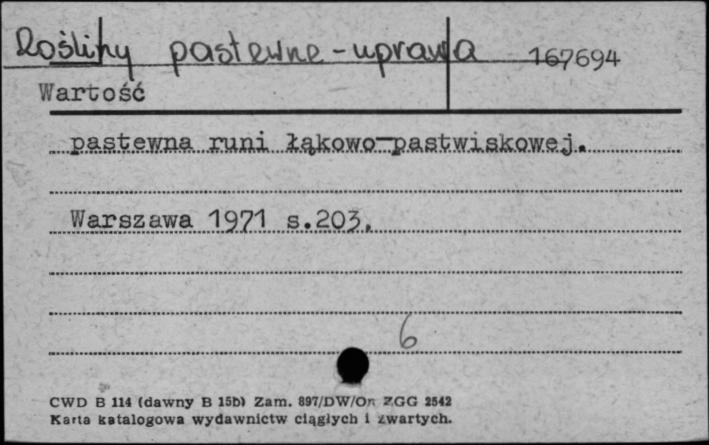 Rośliny pastewne - uprawa 167694
Wartość
pastewna runi łąkowo-pastwiskowej.
Warszawa 1971 s.203.
6
CWD B 114 (dawny B 15b) Zam. 897/DW/On ZGG 2542
Karta katalogowa wydawnictw ciągłych i zwartych.